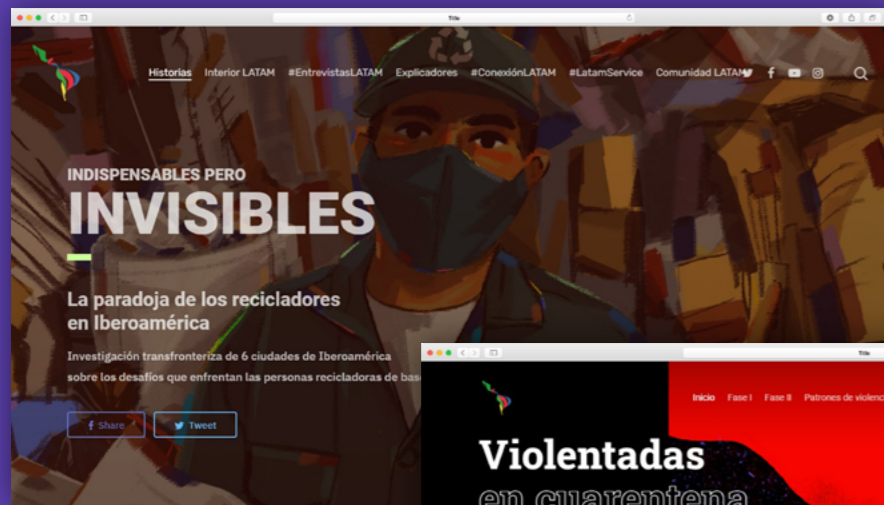 Title
Historias Interior LATAM #EntrevistasLATAM Explicadores #ConexiónLATAM #LatamService Comunidad LATAM
INDISPENSABLES PERO
INVISIBLES
La paradoja de los recicladores
en Iberoamérica
Investigación transfronteriza de 6 ciudades de Iberoamérica
sobre los desafíos que enfrentan las personas recicladoras de bas
Share Tweet
Title
Inicio Fase I Fase II Patrones de violenc
Violentadas
en cuarentena